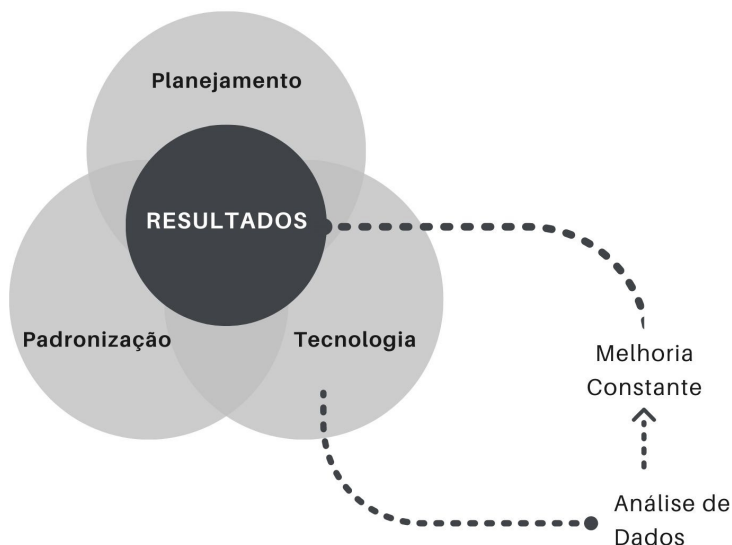 Planejamento
RESULTADOS
Padronização
Tecnologia
Melhoria
Constante
Análise de
Dados